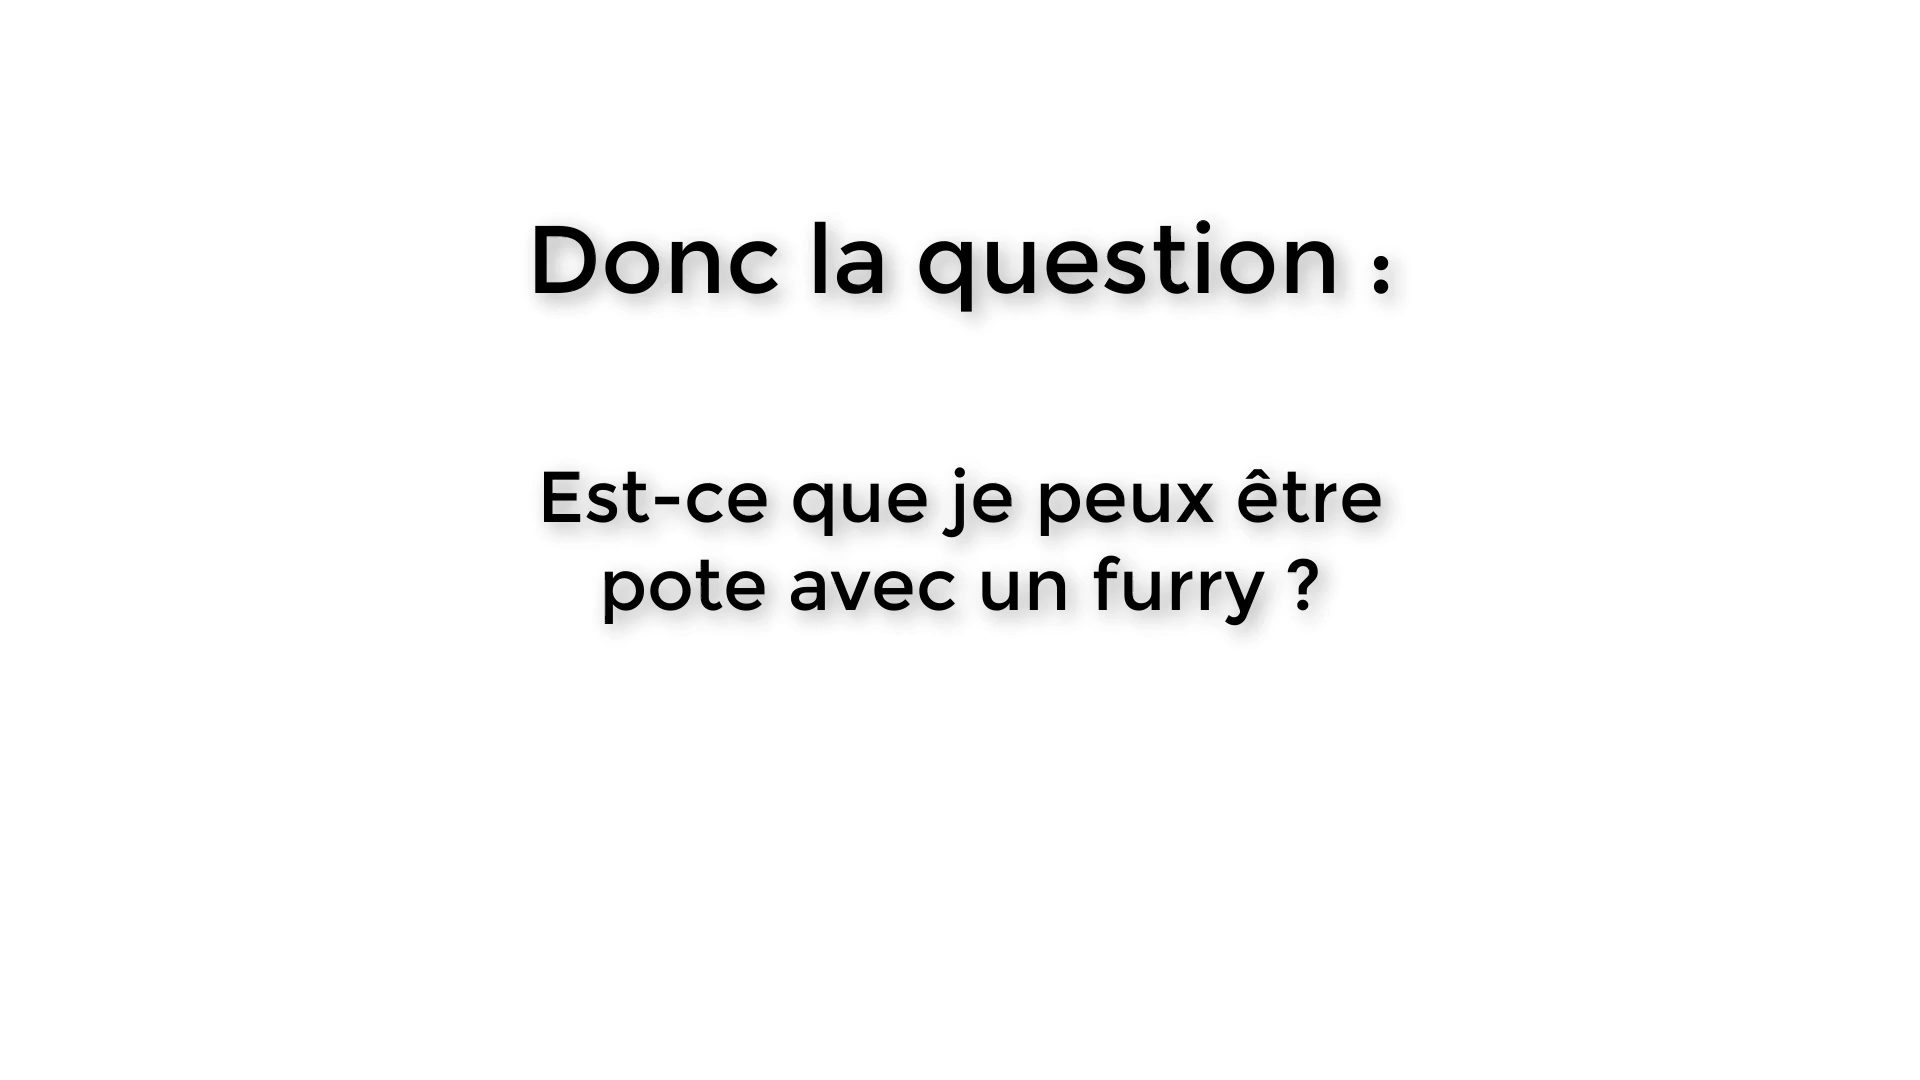 Donc la question :
Est-ce que je peux être
pote avec un furry ?